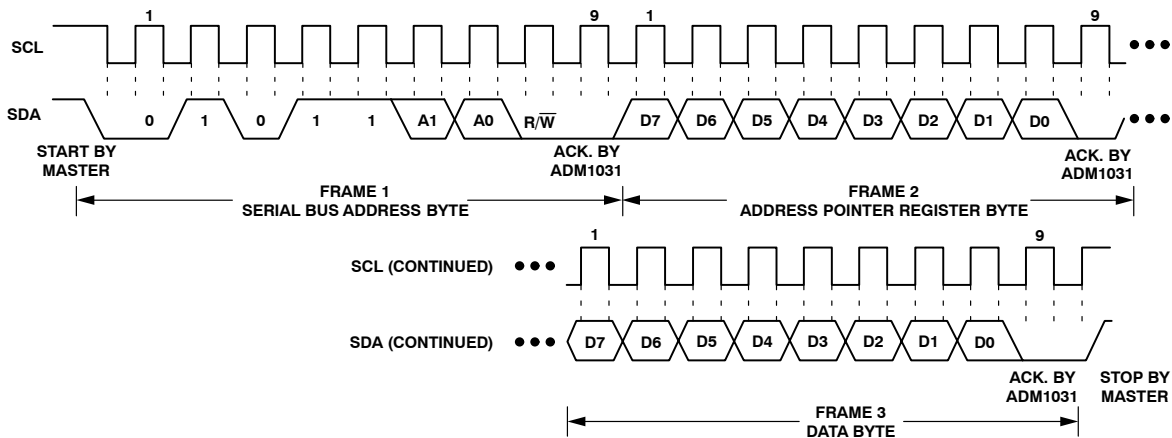 1 9 1 9
SCL
SDA 0 1 0 1 1 A1 A0 R/W̅ D7 D6 D5 D4 D3 D2 D1 D0
START BY MASTER
ACK. BY ADM1031
ACK. BY ADM1031
FRAME 1
SERIAL BUS ADDRESS BYTE
FRAME 2
ADDRESS POINTER REGISTER BYTE
1 9
SCL (CONTINUED)
SDA (CONTINUED) D7 D6 D5 D4 D3 D2 D1 D0
ACK. BY ADM1031
STOP BY MASTER
FRAME 3
DATA BYTE